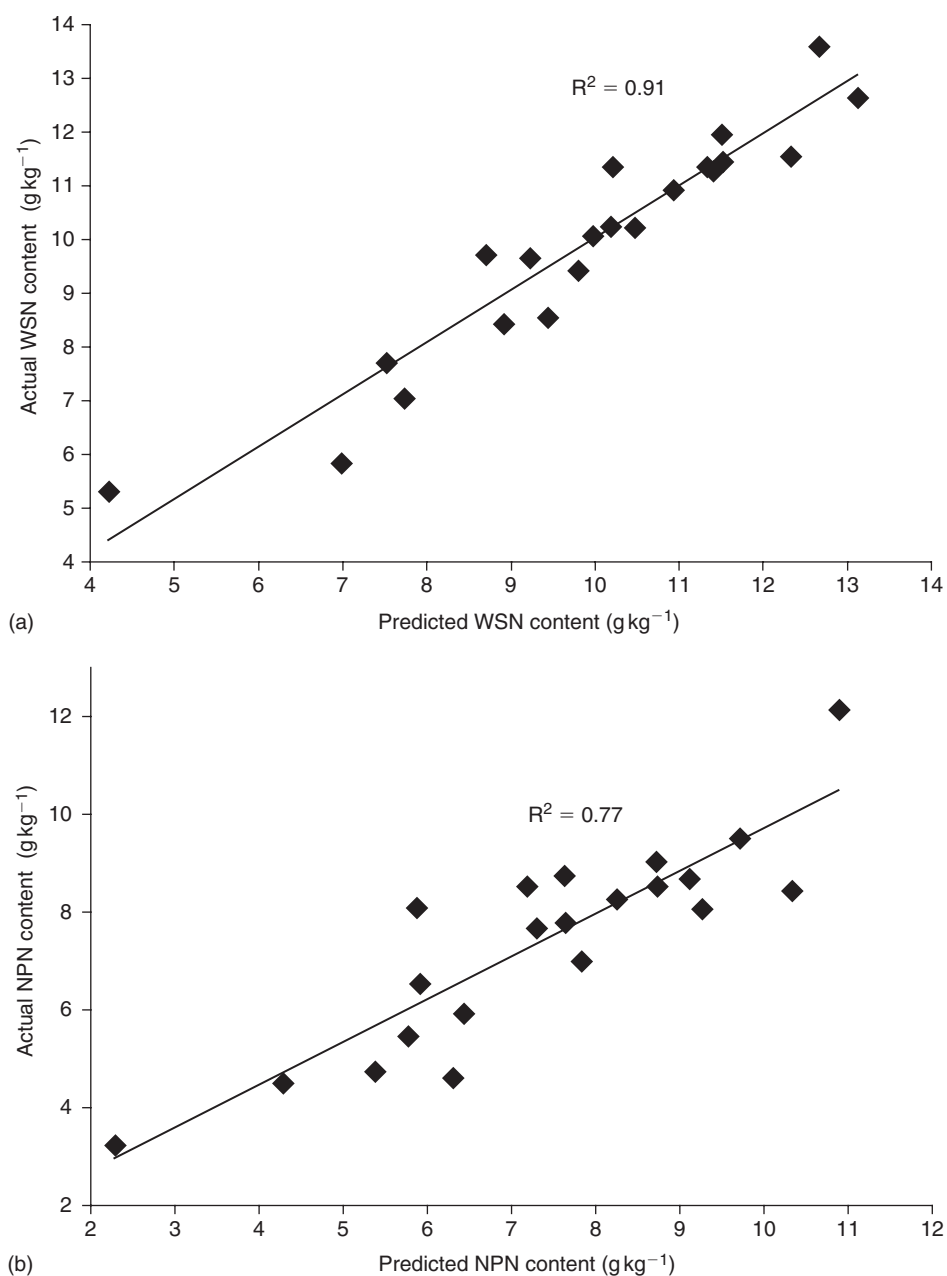 14
13
R² = 0.91
12
11
10
9
8
7
6
5
4
Actual WSN content (g kg⁻¹)
4 5 6 7 8 9 10 11 12 13 14
(a) Predicted WSN content (g kg⁻¹)
12
10
R² = 0.77
8
6
4
2
Actual NPN content (g kg⁻¹)
2 3 4 5 6 7 8 9 10 11 12
(b) Predicted NPN content (g kg⁻¹)